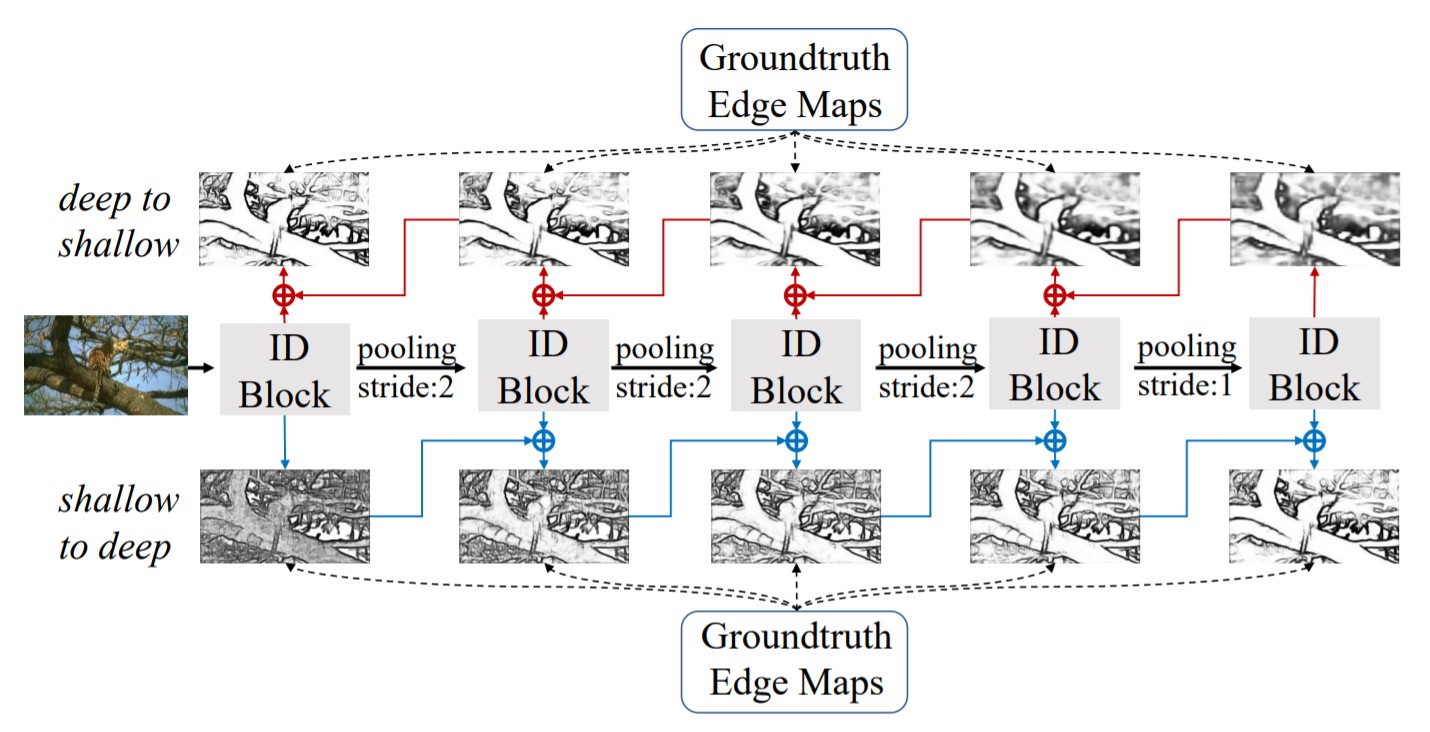 Groundtruth
Edge Maps
deep to
shallow
ID
Block
pooling
stride:2
ID
Block
pooling
stride:2
ID
Block
pooling
stride:2
ID
Block
pooling
stride:1
ID
Block
shallow
to deep
Groundtruth
Edge Maps